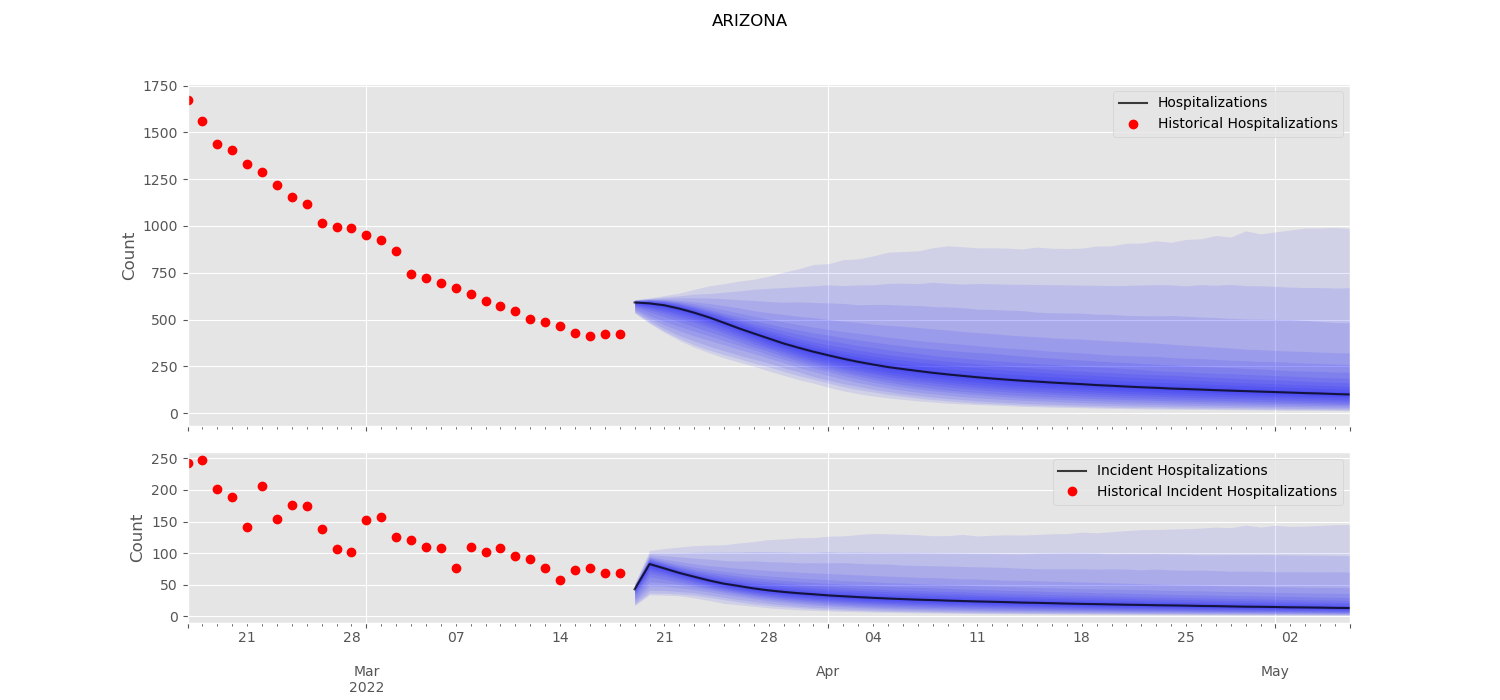 ARIZONA
1750
1500
1250
1000
750
500
250
0
Count
Hospitalizations
Historical Hospitalizations
250
200
150
100
50
0
Count
Incident Hospitalizations
Historical Incident Hospitalizations
21 28 07 14 21 28 04 11 18 25 02
Mar Apr May
2022